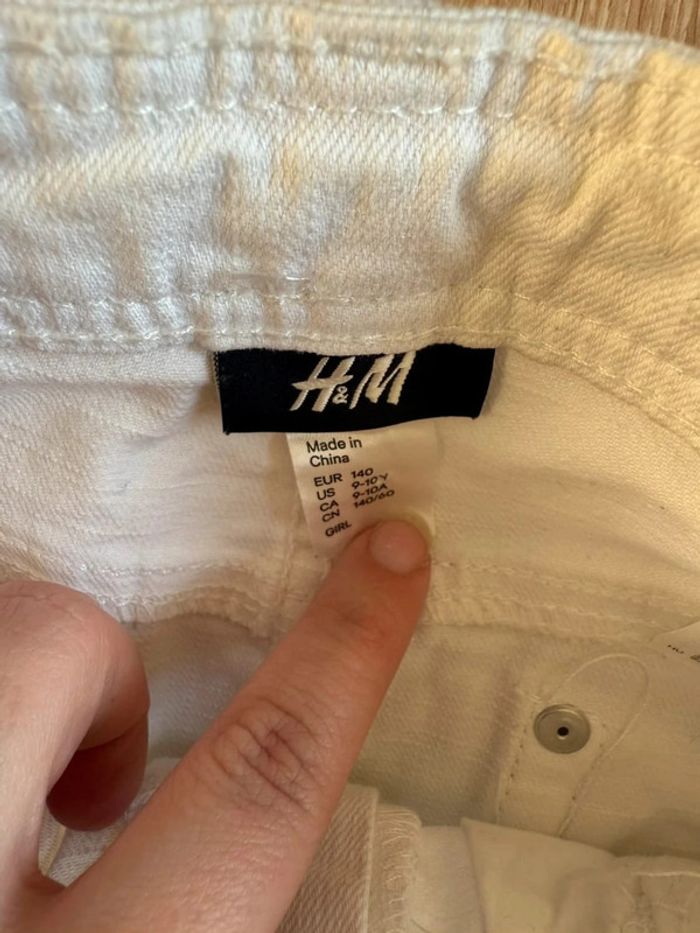 H&M
Made in
China
EUR 140
US 9-10Y
CA 9-10A
CN 140/60
GIRL